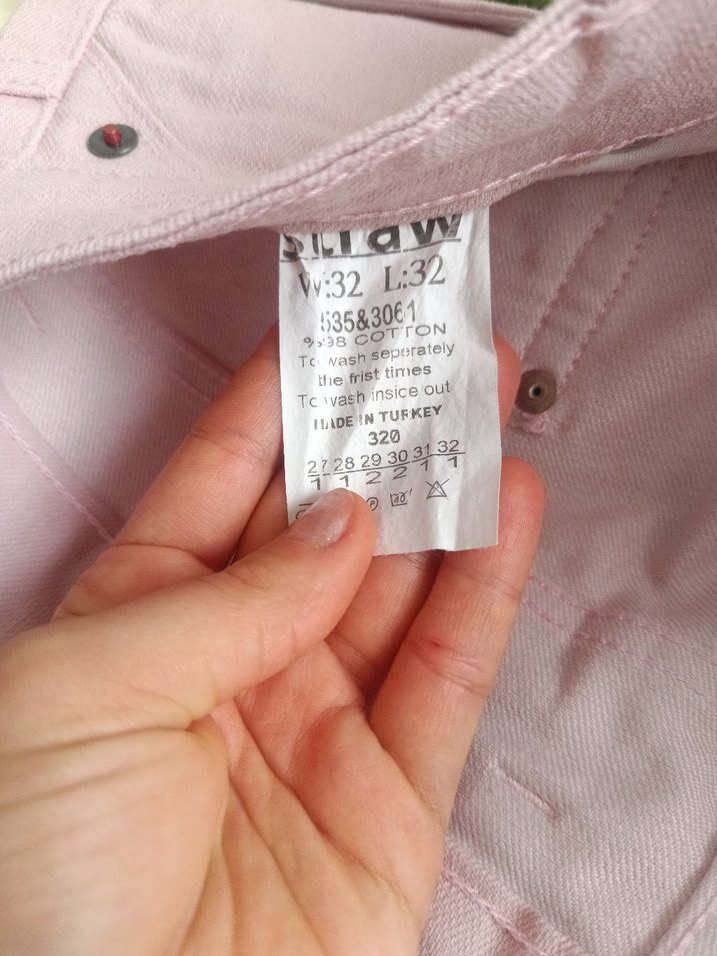 straw
W:32 L:32
535&3061
%98 COTTON
To wash seperately
the frist times
To wash insice out
MADE IN TURKEY
320
27 28 29 30 31 32
1 1 2 2 1 1
P 40